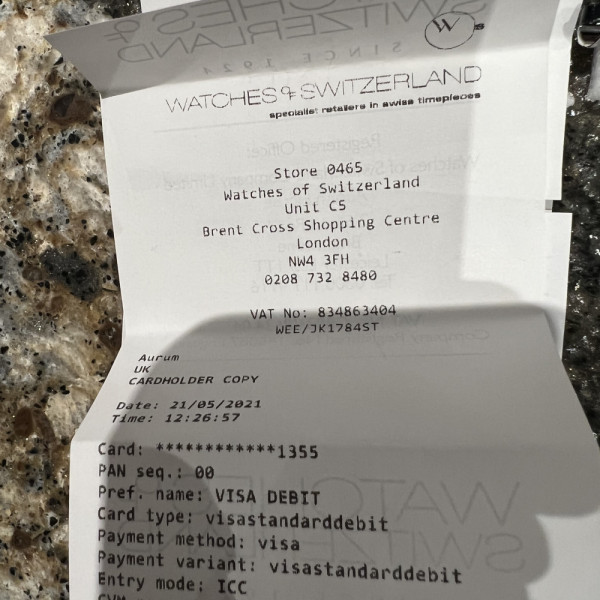 W
WATCHES OF SWITZERLAND
specialist retailers in swiss timepieces
Store 0465
Watches of Switzerland
Unit C5
Brent Cross Shopping Centre
London
NW4 3FH
0208 732 8480
VAT No: 834863404
WEE/JK1784ST
Aurum
UK
CARDHOLDER COPY
Date: 21/05/2021
Time: 12:26:57
Card: ************1355
PAN seq.: 00
Pref. name: VISA DEBIT
Card type: visastandarddebit
Payment method: visa
Payment variant: visastandarddebit
Entry mode: ICC